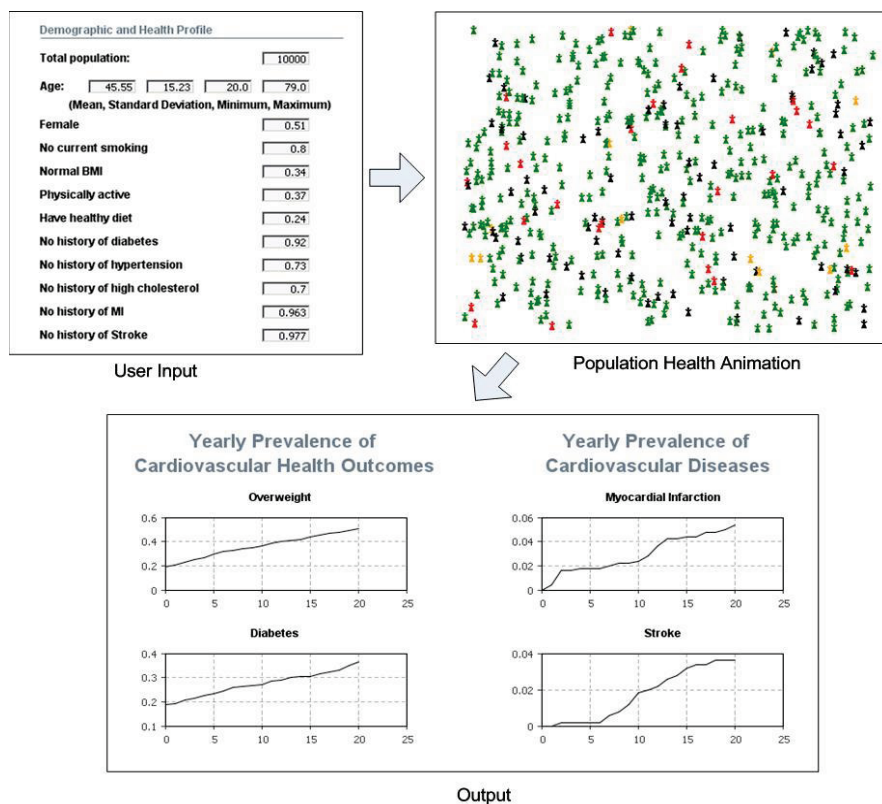 Demographic and Health Profile
Total population: 10000
Age: 45.55 15.23 20.0 79.0
(Mean, Standard Deviation, Minimum, Maximum)
Female 0.51
No current smoking 0.8
Normal BMI 0.34
Physically active 0.37
Have healthy diet 0.24
No history of diabetes 0.92
No history of hypertension 0.73
No history of high cholesterol 0.7
No history of MI 0.963
No history of Stroke 0.977
User Input
Population Health Animation
Yearly Prevalence of
Cardiovascular Health Outcomes
Overweight
0.6
0.4
0.2
0
0 5 10 15 20 25
Diabetes
0.4
0.3
0.2
0.1
0 5 10 15 20 25
Yearly Prevalence of
Cardiovascular Diseases
Myocardial Infarction
0.06
0.04
0.02
0
0 5 10 15 20 25
Stroke
0.04
0.02
0
0 5 10 15 20 25
Output